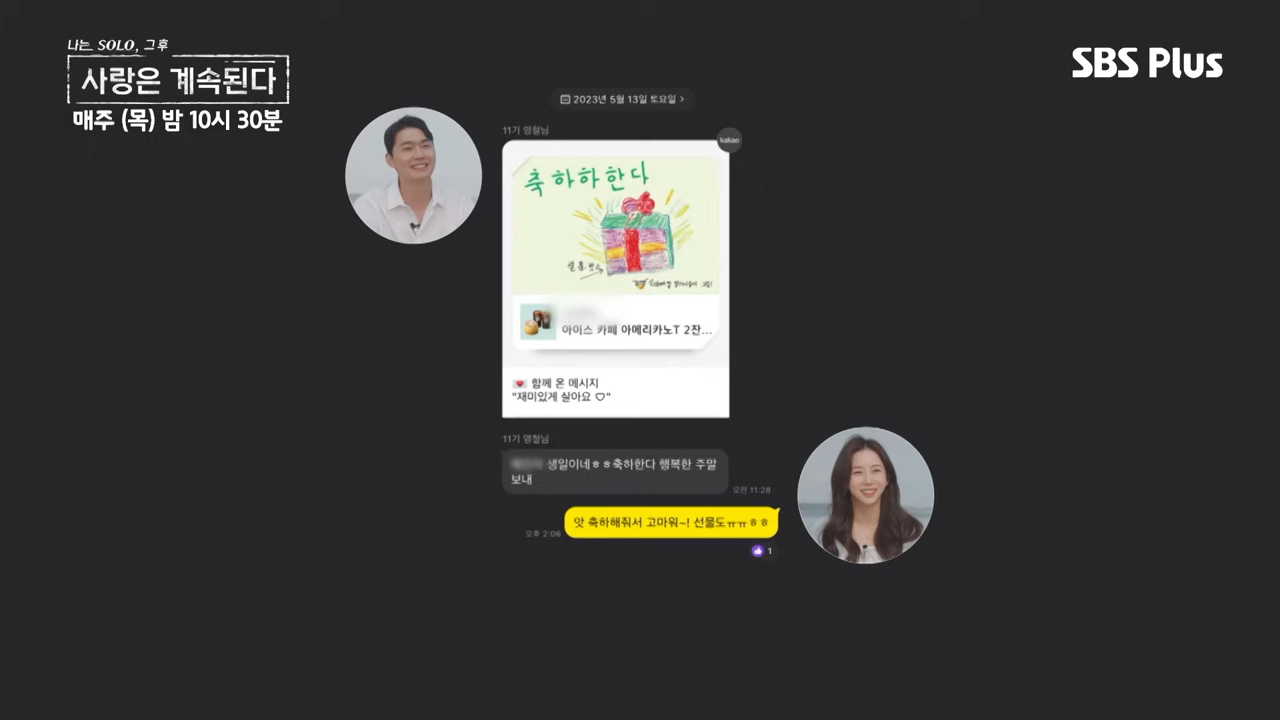 나는 SOLO, 그후
사랑은 계속된다
매주 (목) 밤 10시 30분
SBS Plus
2023년 5월 13일 토요일 >
11기 영철님
kakao
축하하한다
선물 박스
아이스 카페 아메리카노T 2잔...
함께 온 메시지
"재미있게 살아요 ♡"
11기 영철님
생일이네ㅎㅎ축하한다 행복한 주말
보내
오전 11:28
앗 축하해줘서 고마워~! 선물도ㅠㅠㅎㅎ
오후 2:06
1